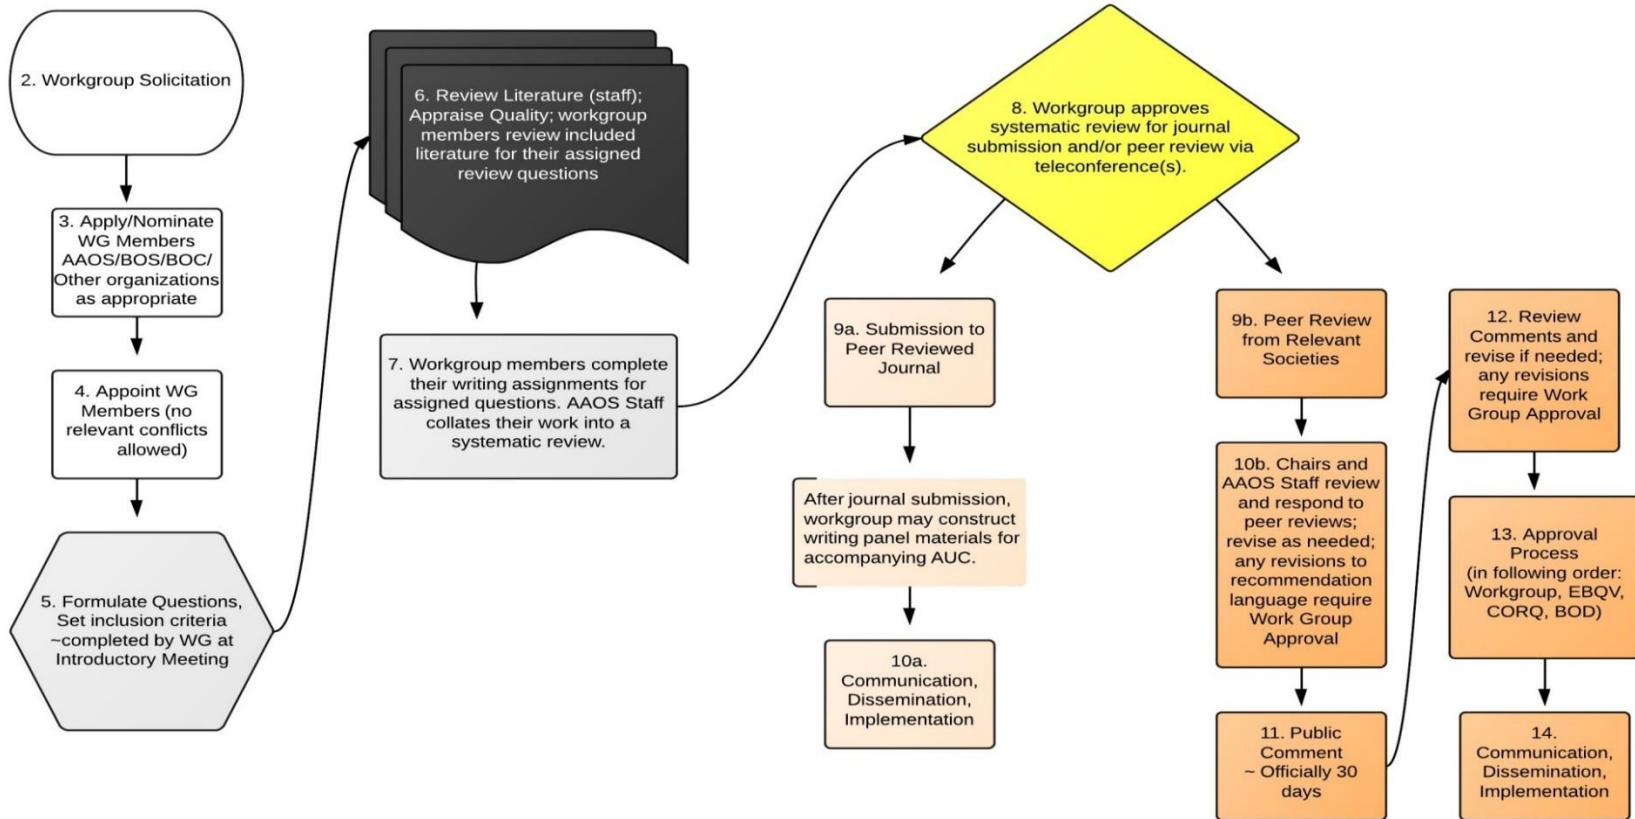 2. Workgroup Solicitation
3. Apply/Nominate
WG Members
AAOS/BOS/BOC/
Other organizations
as appropriate
4. Appoint WG
Members (no
relevant conflicts
allowed)
5. Formulate Questions,
Set inclusion criteria
~completed by WG at
Introductory Meeting
6. Review Literature (staff);
Appraise Quality; workgroup
members review included
literature for their assigned
review questions
7. Workgroup members complete
their writing assignments for
assigned questions. AAOS Staff
collates their work into a
systematic review.
8. Workgroup approves
systematic review for journal
submission and/or peer review via
teleconference(s).
9a. Submission to
Peer Reviewed
Journal
After journal submission,
workgroup may construct
writing panel materials for
accompanying AUC.
10a.
Communication,
Dissemination,
Implementation
9b. Peer Review
from Relevant
Societies
10b. Chairs and
AAOS Staff review
and respond to
peer reviews;
revise as needed;
any revisions to
recommendation
language require
Work Group
Approval
11. Public
Comment
~ Officially 30
days
12. Review
Comments and
revise if needed;
any revisions
require Work
Group Approval
13. Approval
Process
(in following order:
Workgroup, EBQV,
CORQ, BOD)
14.
Communication,
Dissemination,
Implementation